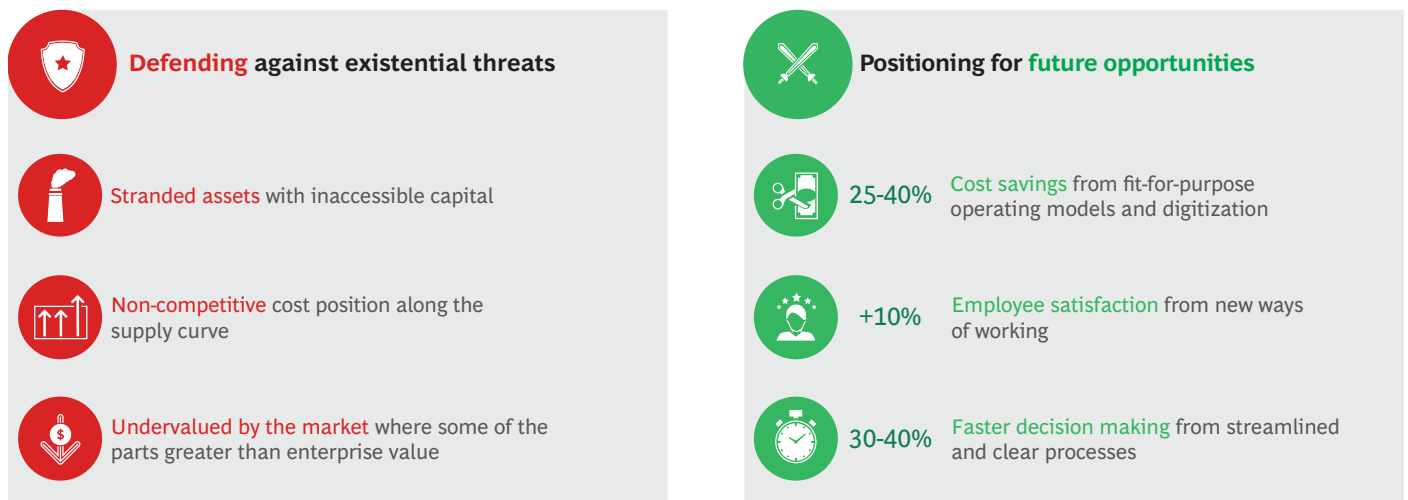 Defending against existential threats
Stranded assets with inaccessible capital
Non-competitive cost position along the
supply curve
$
Undervalued by the market where some of the
parts greater than enterprise value
Positioning for future opportunities
25-40%
Cost savings from fit-for-purpose
operating models and digitization
+10%
Employee satisfaction from new ways
of working
30-40%
Faster decision making from streamlined
and clear processes